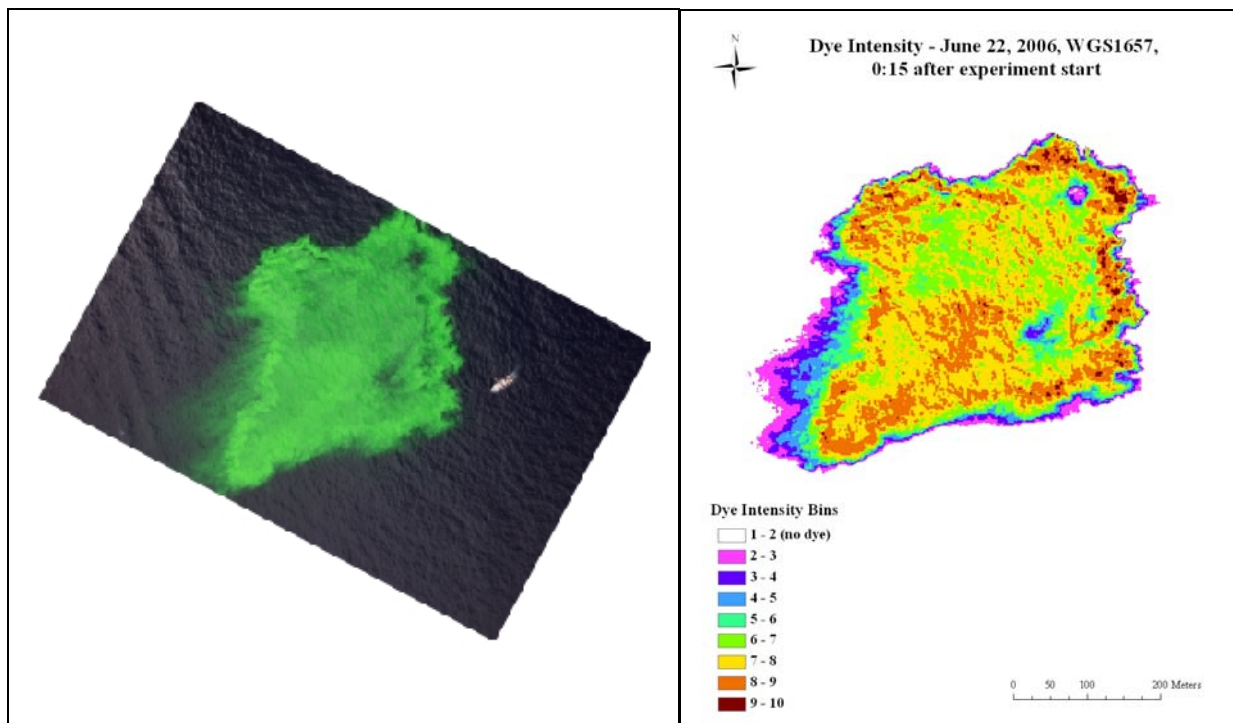 N
Dye Intensity - June 22, 2006, WGS1657,
0:15 after experiment start
Dye Intensity Bins
1 - 2 (no dye)
2 - 3
3 - 4
4 - 5
5 - 6
6 - 7
7 - 8
8 - 9
9 - 10
0 50 100 200 Meters